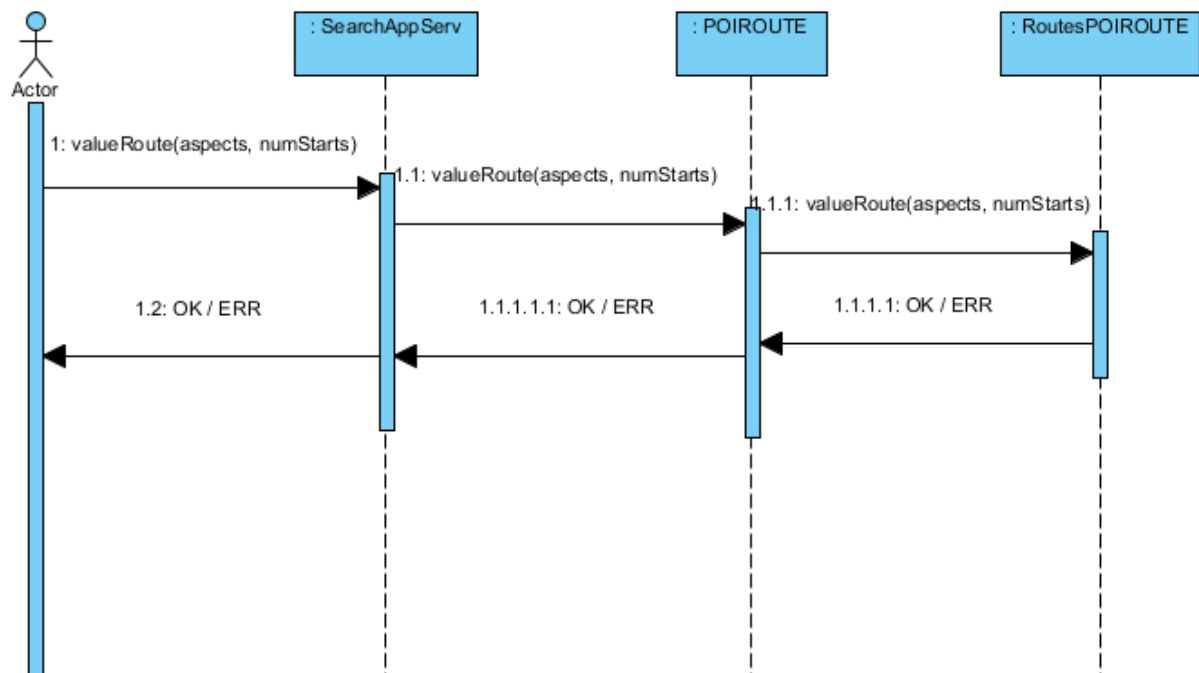 : SearchAppServ
: POIROUTE
: RoutesPOIROUTE
Actor
1: valueRoute(aspects, numStarts)
1.1: valueRoute(aspects, numStarts)
1.1.1: valueRoute(aspects, numStarts)
1.2: OK / ERR
1.1.1.1.1: OK / ERR
1.1.1.1: OK / ERR